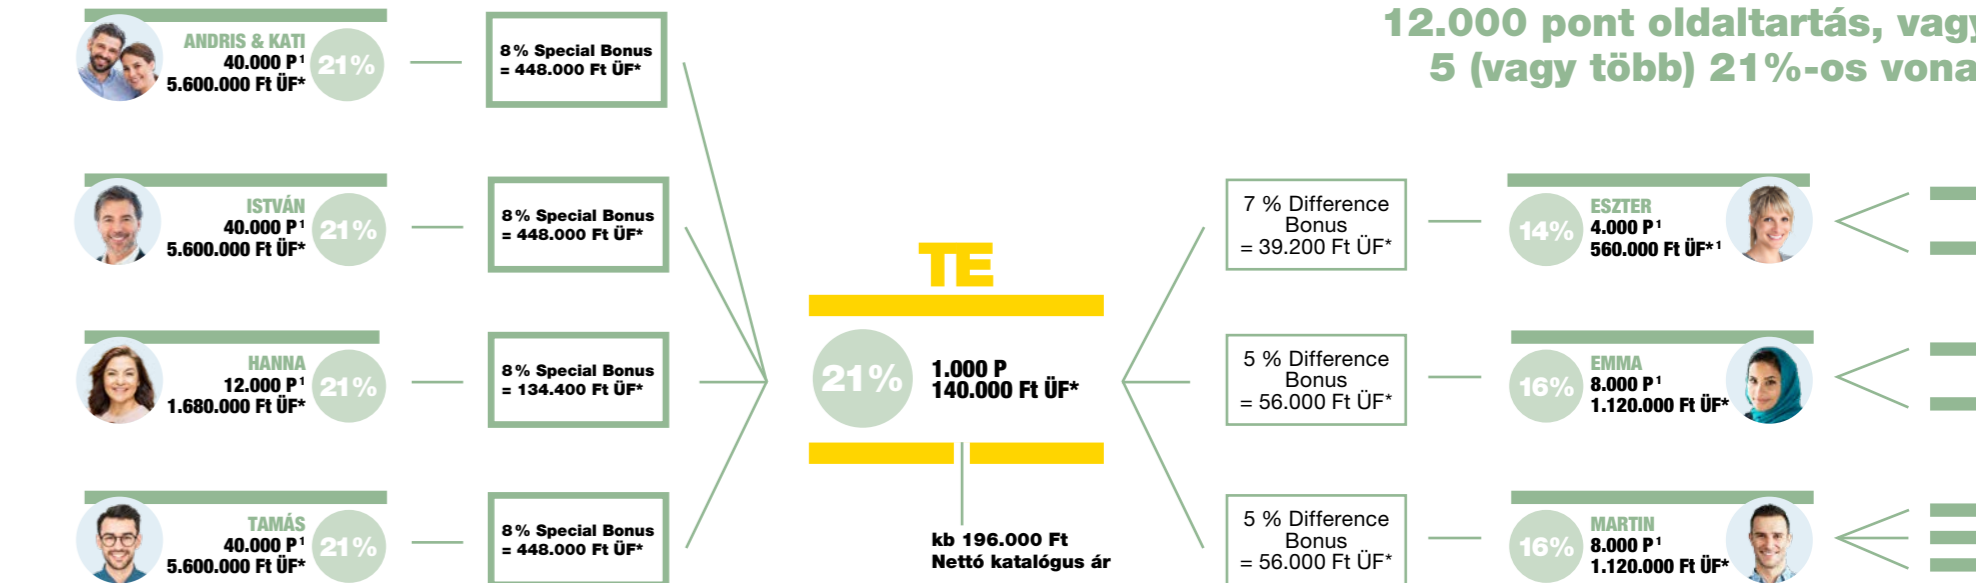 12.000 pont oldaltartás, vagy
5 (vagy több) 21%-os vona
ANDRIS & KATI
40.000 P¹
5.600.000 Ft ÜF*
21%
8% Special Bonus
= 448.000 Ft ÜF*
ISTVÁN
40.000 P¹
5.600.000 Ft ÜF*
21%
8% Special Bonus
= 448.000 Ft ÜF*
HANNA
12.000 P¹
1.680.000 Ft ÜF*
21%
8% Special Bonus
= 134.400 Ft ÜF*
TAMÁS
40.000 P¹
5.600.000 Ft ÜF*
21%
8% Special Bonus
= 448.000 Ft ÜF*
TE
21%
1.000 P
140.000 Ft ÜF*
kb 196.000 Ft
Nettó katalógus ár
7 % Difference
Bonus
= 39.200 Ft ÜF*
14%
ESZTER
4.000 P¹
560.000 Ft ÜF*¹
5 % Difference
Bonus
= 56.000 Ft ÜF*
16%
EMMA
8.000 P¹
1.120.000 Ft ÜF*
5 % Difference
Bonus
= 56.000 Ft ÜF*
16%
MARTIN
8.000 P¹
1.120.000 Ft ÜF*